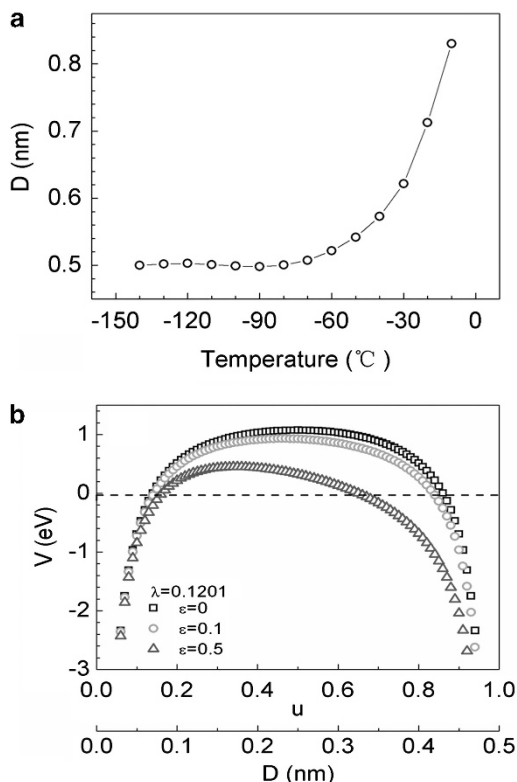 a
0.8
0.7
0.6
0.5
D (nm)
-150 -120 -90 -60 -30 0
Temperature (℃)
b
1
0
-1
-2
-3
V (eV)
λ=0.1201
ε=0
ε=0.1
ε=0.5
0.0 0.2 0.4 0.6 0.8 1.0
u
0.0 0.1 0.2 0.3 0.4 0.5
D (nm)